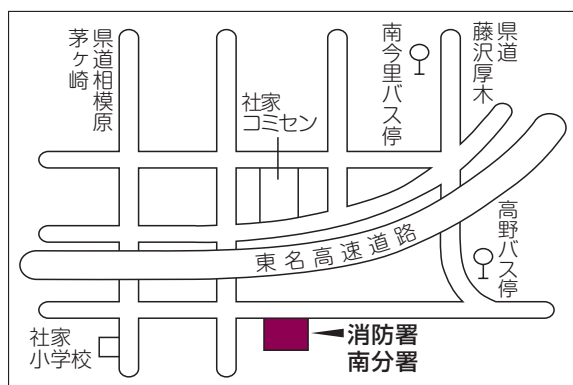 県道相模原
茅ヶ崎
社家
コミセン
南今里バス停
県道
藤沢厚木
高野バス停
東名高速道路
社家
小学校
消防署
南分署